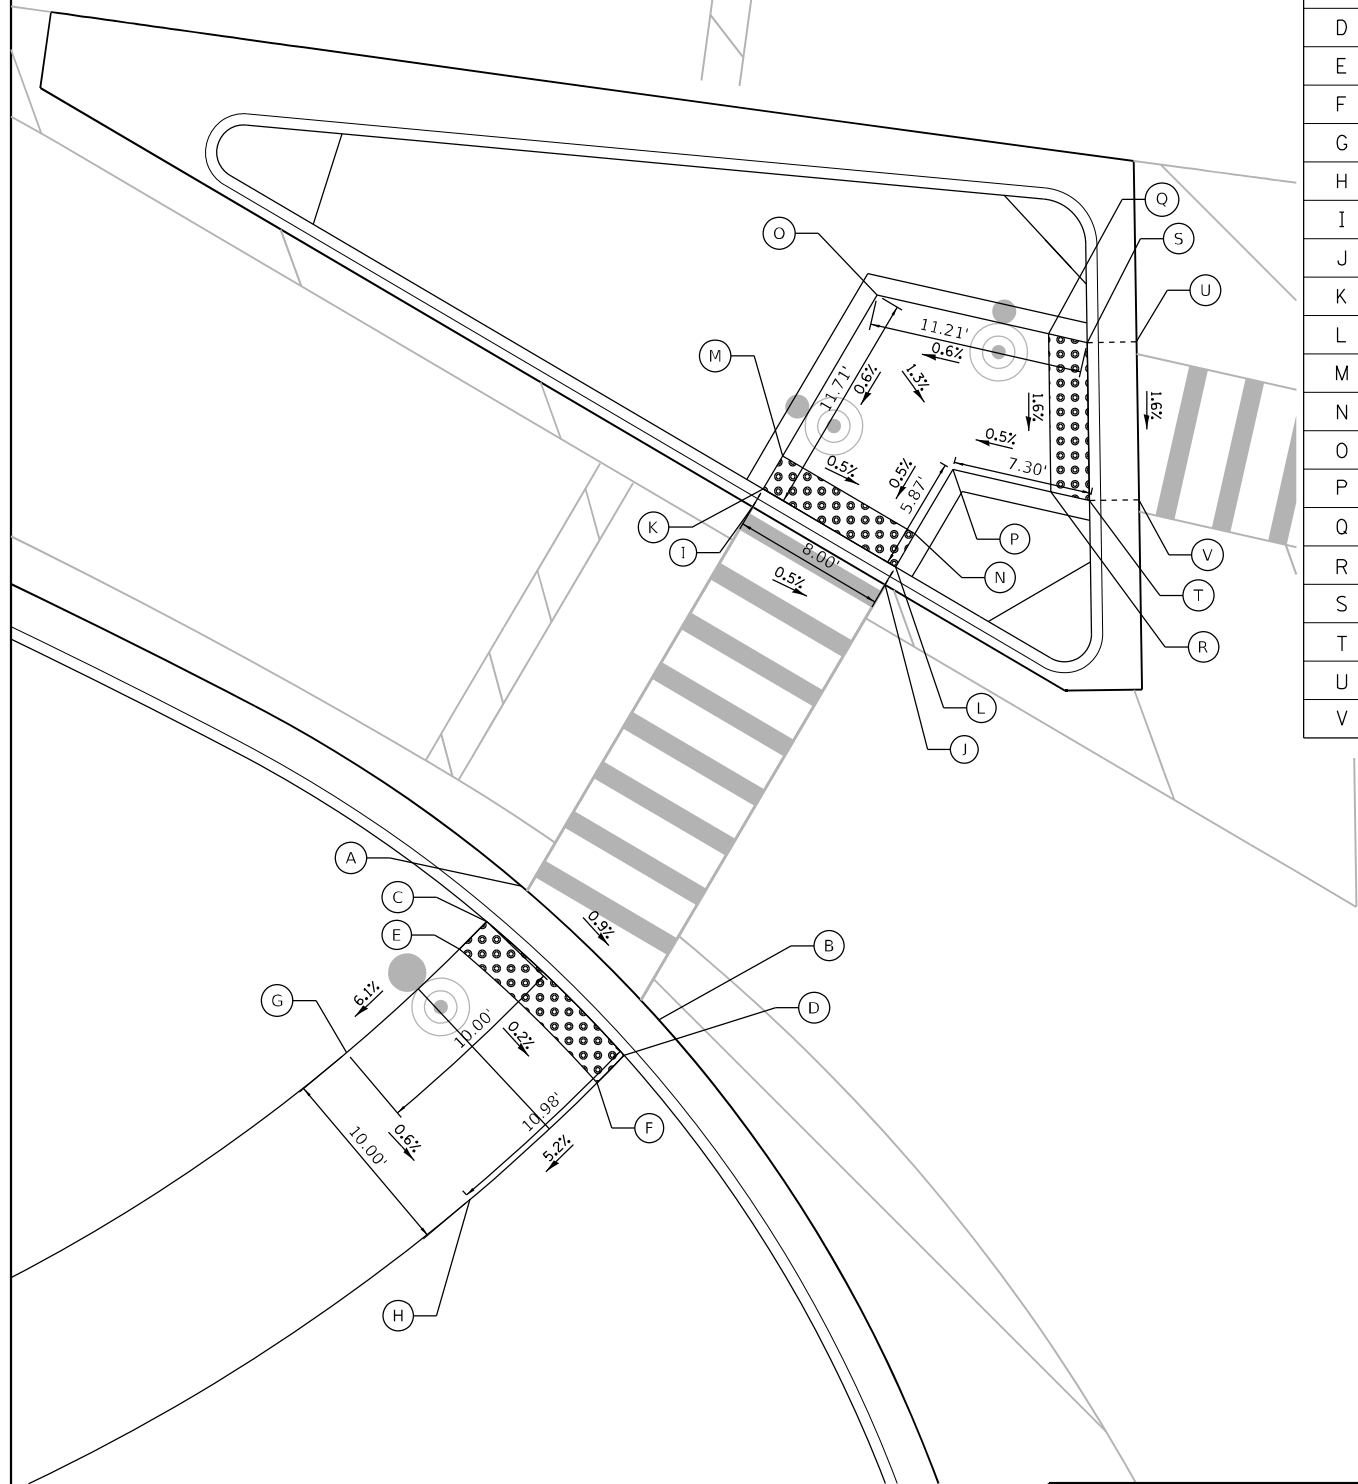 D
E
F
G
H
I
J
K
L
M
N
O
P
Q
R
S
T
U
V
Q
S
O
U
11.21'
M
0.6%
1.3%
0.6%
11.71'
1.6%
1.6%
0.5%
7.30'
0.5%
0.5%
5.87'
K
I
P
8.00'
N
V
0.5%
T
R
L
J
A
C
0.9%
E
B
6.1%
G
D
10.00'
0.2%
10.98'
F
0.6%
10.00'
5.2%
H